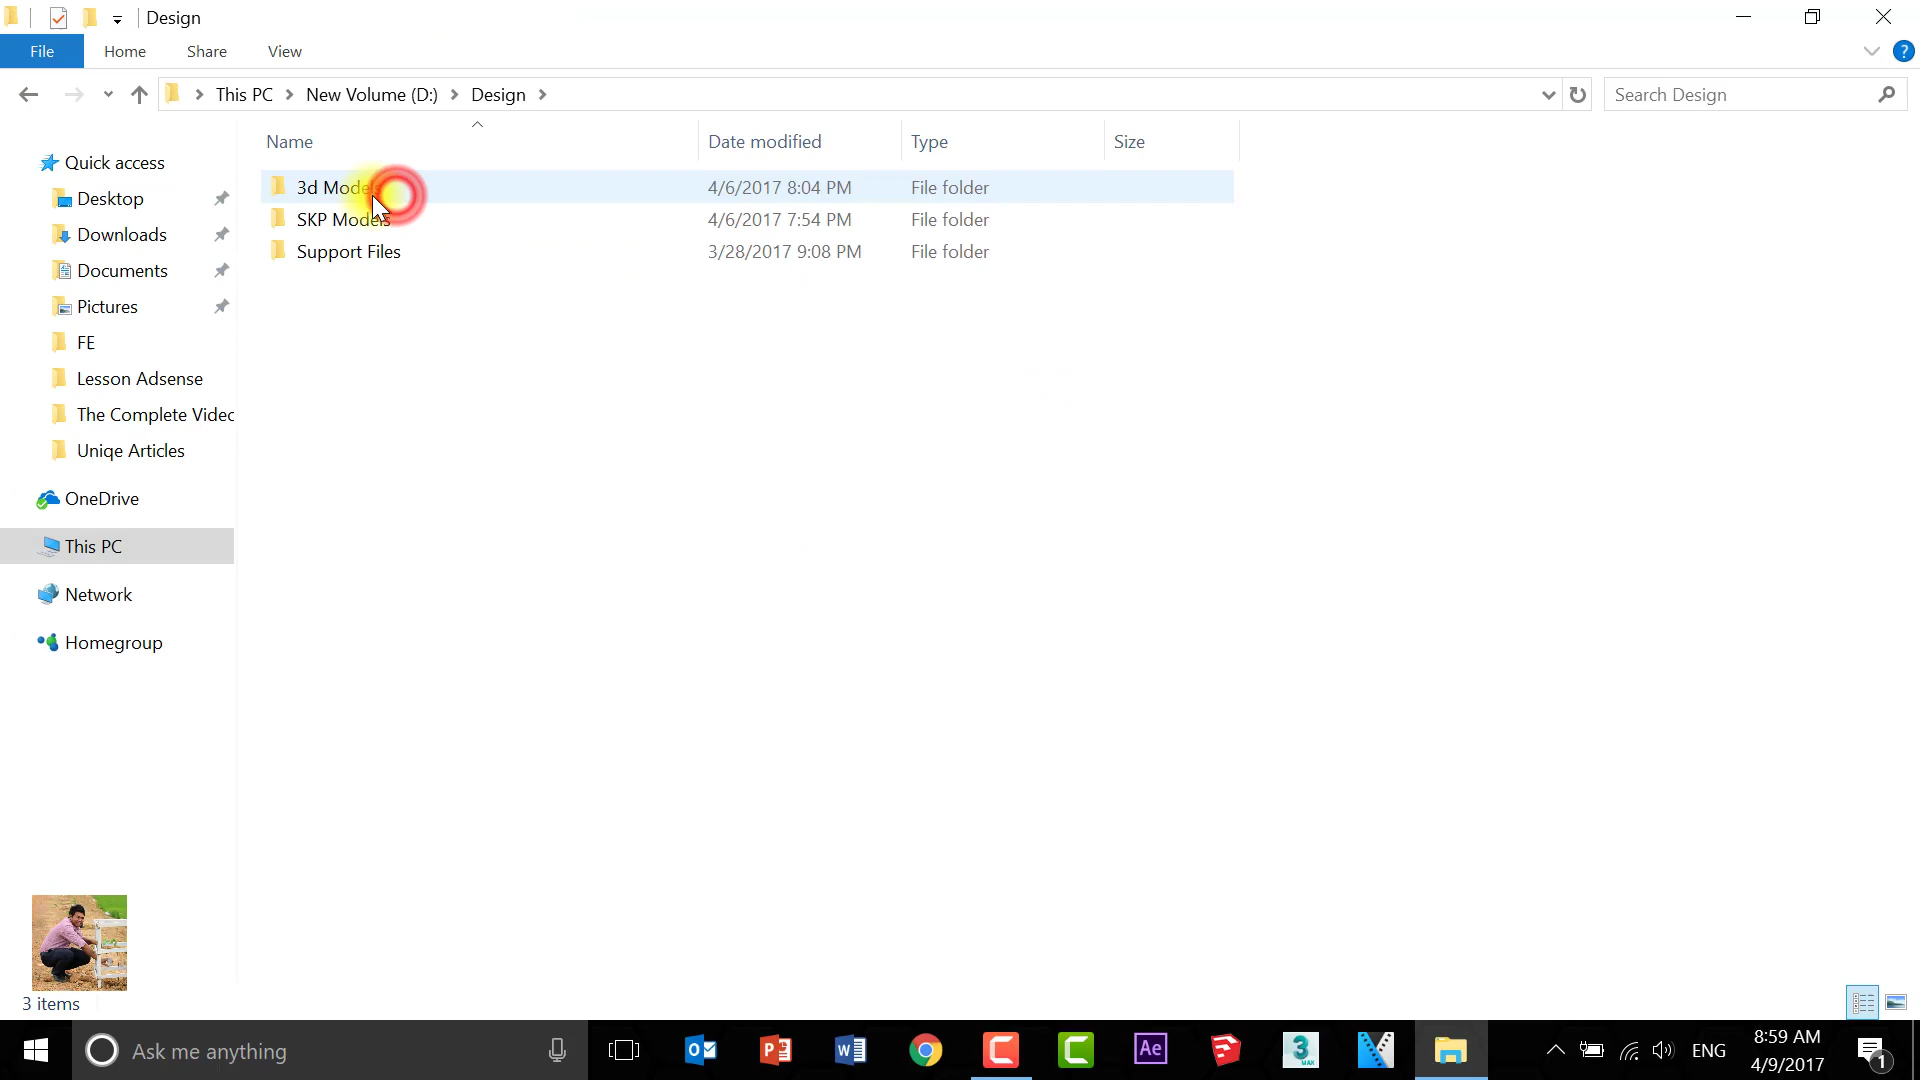 Design
File Home Share View
This PC New Volume (D:) Design
Search Design
Name Date modified Type Size
3d Models 4/6/2017 8:04 PM File folder
SKP Models 4/6/2017 7:54 PM File folder
Support Files 3/28/2017 9:08 PM File folder
Quick access
Desktop
Downloads
Documents
Pictures
FE
Lesson Adsense
The Complete Videc
Uniqe Articles
OneDrive
This PC
Network
Homegroup
3 items
Ask me anything
ENG
8:59 AM
4/9/2017
1